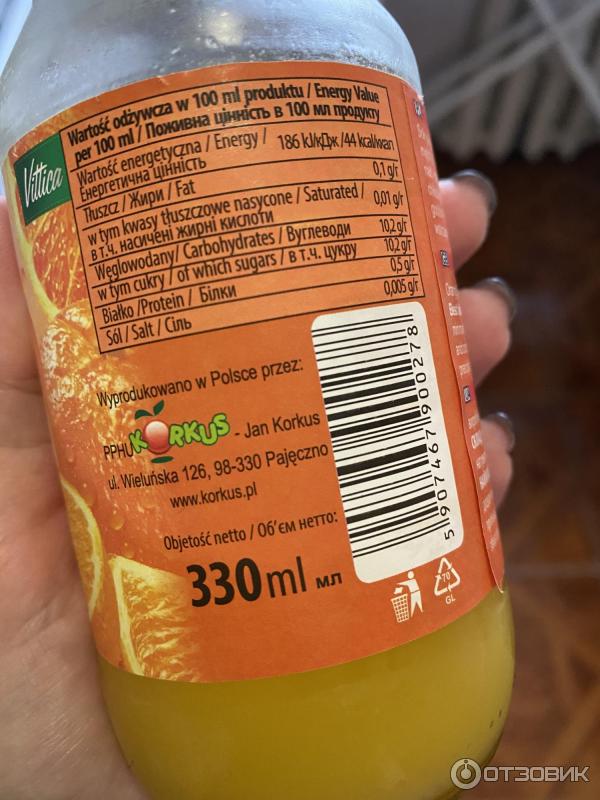 Vittica
Wartość odżywcza w 100 ml produktu / Energy Value
per 100 ml / Поживна цінність в 100 мл продукту
Wartość energetyczna / Energy /
Енергетична цінність
186 kJ/кДж /44 kcal/ккал
Tłuszcz / Жири / Fat
0,1 g/г
w tym kwasy tłuszczowe nasycone / Saturated /
в т.ч. насичені жирні кислоти
0,01 g/г
Węglowodany/ Carbohydrates / Вуглеводи
10,2 g/г
w tym cukry / of which sugars / в т.ч. цукру
10,2 g/г
Białko /Protein / Білки
0,5 g/г
Sól / Salt / Сіль
0,005 g/г
Wyprodukowano w Polsce przez:
PPHU KORKUS - Jan Korkus
ul. Wieluńska 126, 98-330 Pajęczno
www.korkus.pl
Objetość netto / Об'єм нетто:
330 ml мл
5 907467 900278
70
GL
ОТЗОВИК